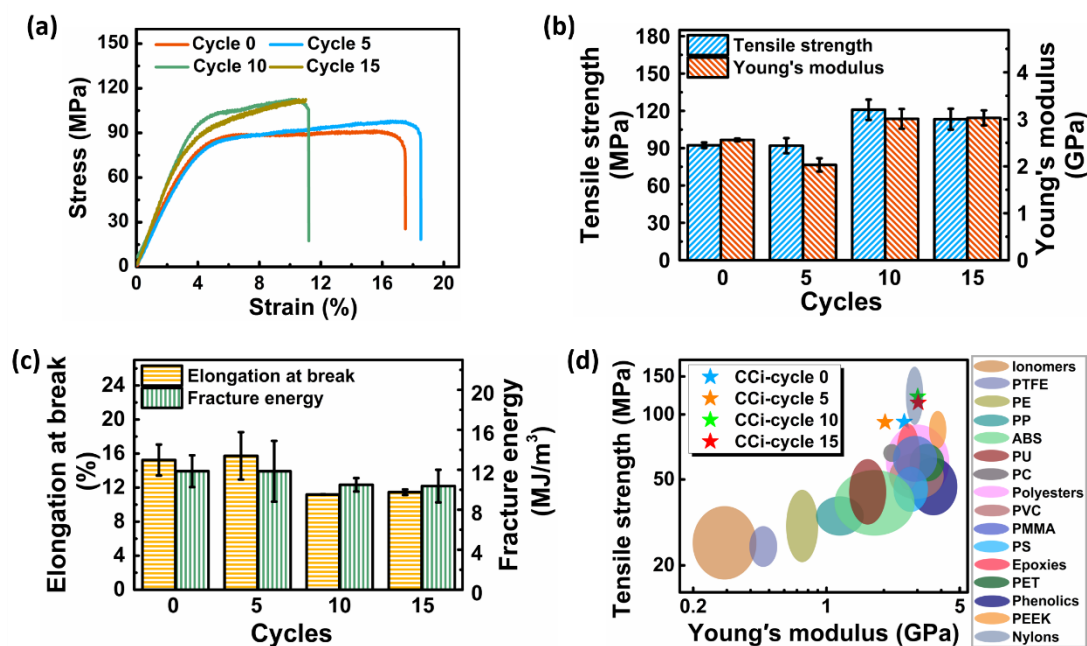 (a)
Stress (MPa)
150
120
90
60
30
0
Cycle 0
Cycle 5
Cycle 10
Cycle 15
0
4
8
12
16
20
Strain (%)
(b)
Tensile strength
(MPa)
180
150
120
90
60
30
0
Tensile strength
Young's modulus
4
3
2
1
0
Young's modulus
(GPa)
0
5
10
15
Cycles
(c)
Elongation at break
(%)
24
20
16
12
8
4
0
Elongation at break
Fracture energy
20
16
12
8
4
0
Fracture energy
(MJ/m³)
0
5
10
15
Cycles
(d)
Tensile strength (MPa)
150
100
50
20
CCi-cycle 0
CCi-cycle 5
CCi-cycle 10
CCi-cycle 15
0.2
1
5
Young's modulus (GPa)
Ionomers
PTFE
PE
PP
ABS
PU
PC
Polyesters
PVC
PMMA
PS
Epoxies
PET
Phenolics
PEEK
Nylons